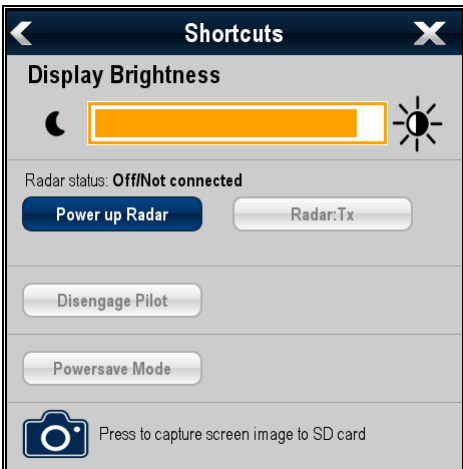 Shortcuts
Display Brightness
Radar status: Off/Not connected
Power up Radar
Radar:Tx
Disengage Pilot
Powersave Mode
Press to capture screen image to SD card